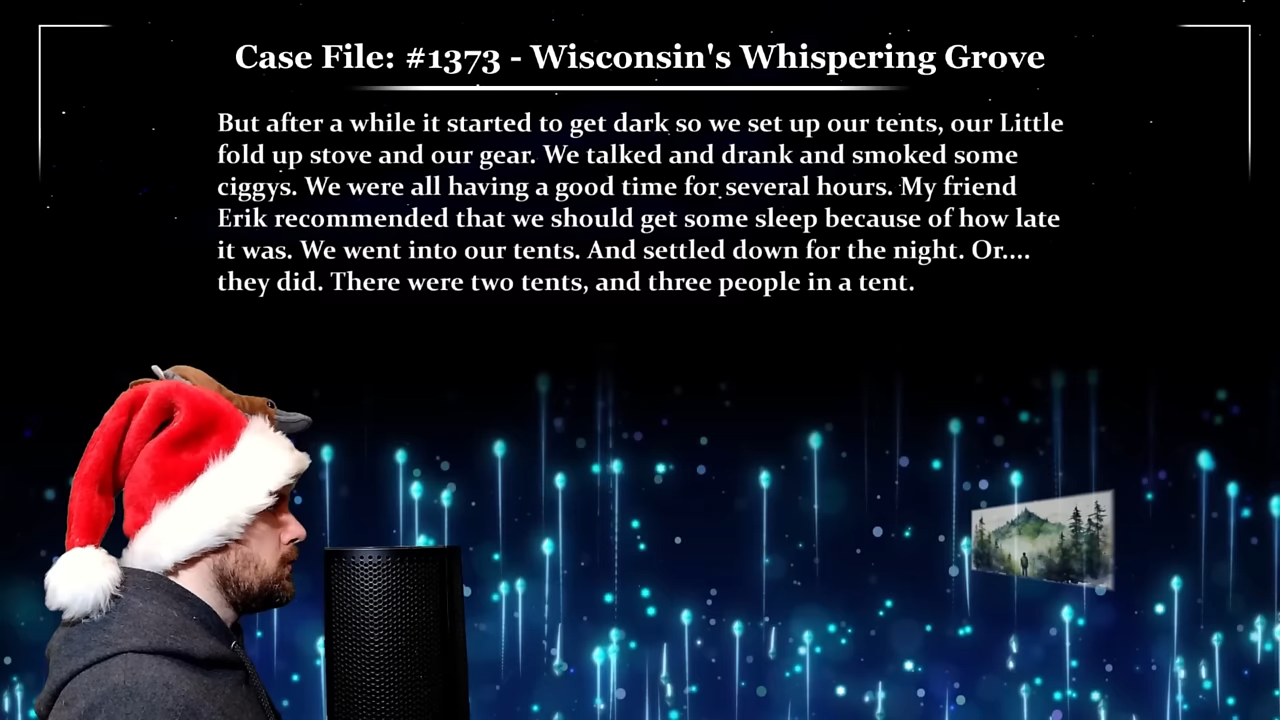 Case File: #1373 - Wisconsin's Whispering Grove
But after a while it started to get dark so we set up our tents, our Little
fold up stove and our gear. We talked and drank and smoked some
ciggys. We were all having a good time for several hours. My friend
Erik recommended that we should get some sleep because of how late
it was. We went into our tents. And settled down for the night. Or....
they did. There were two tents, and three people in a tent.